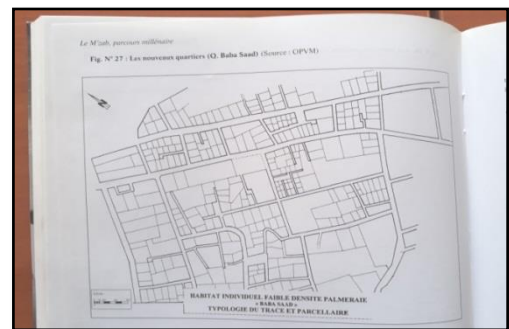 Le M'zab, parcours millénaire
Fig. N° 27 : Les nouveaux quartiers (Q. Baba Saad) (Source : OPVM)
HABITAT INDIVIDUEL FAIBLE DENSITE PALMERAIE
« BABA SAAD »
TYPOLOGIE DU TRACE ET PARCELLAIRE